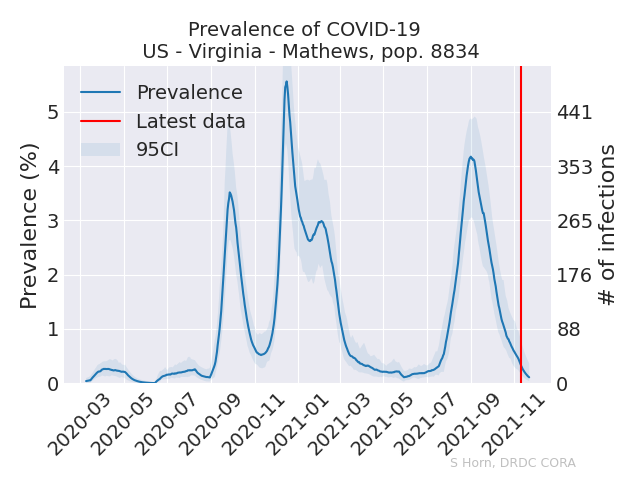 Prevalence of COVID-19
US - Virginia - Mathews, pop. 8834
Prevalence
Latest data
95CI
Prevalence (%)
5
4
3
2
1
0
441
353
265
176
88
0
# of infections
2020-03
2020-05
2020-07
2020-09
2020-11
2021-01
2021-03
2021-05
2021-07
2021-09
2021-11
S Horn, DRDC CORA